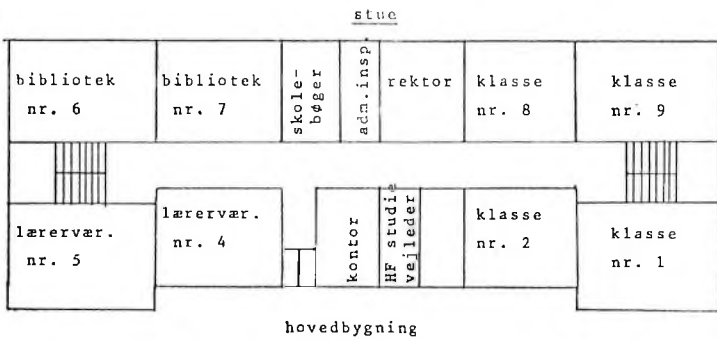 stue
bibliotek
nr. 6
bibliotek
nr. 7
skole-
bøger
adm.insp
rektor
klasse
nr. 8
klasse
nr. 9
lærervær.
nr. 5
lærervær.
nr. 4
kontor
HF studie
vejleder
klasse
nr. 2
klasse
nr. 1
hovedbygning